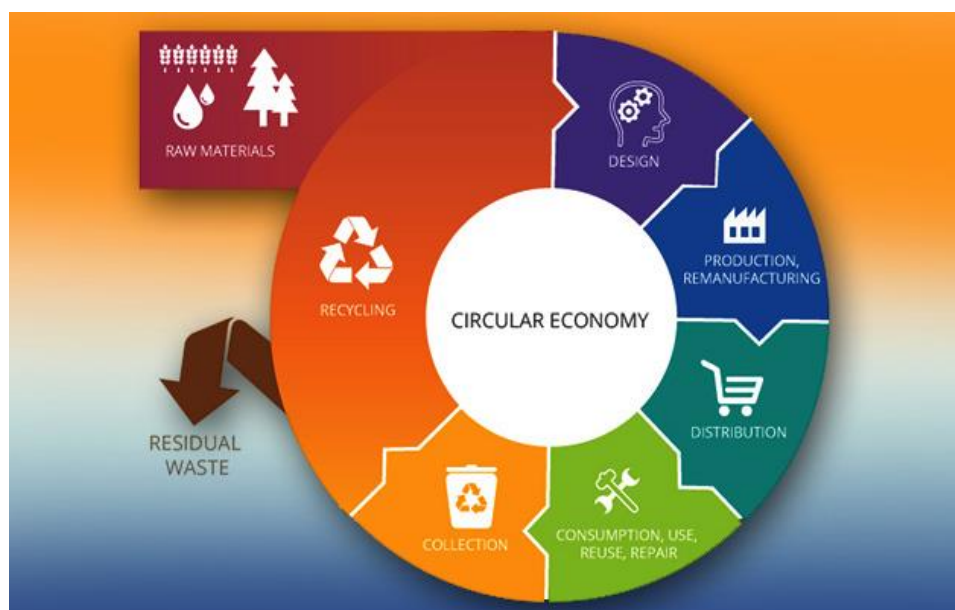 RAW MATERIALS
DESIGN
PRODUCTION,
REMANUFACTURING
RECYCLING
CIRCULAR ECONOMY
DISTRIBUTION
RESIDUAL
WASTE
CONSUMPTION, USE,
REUSE, REPAIR
COLLECTION